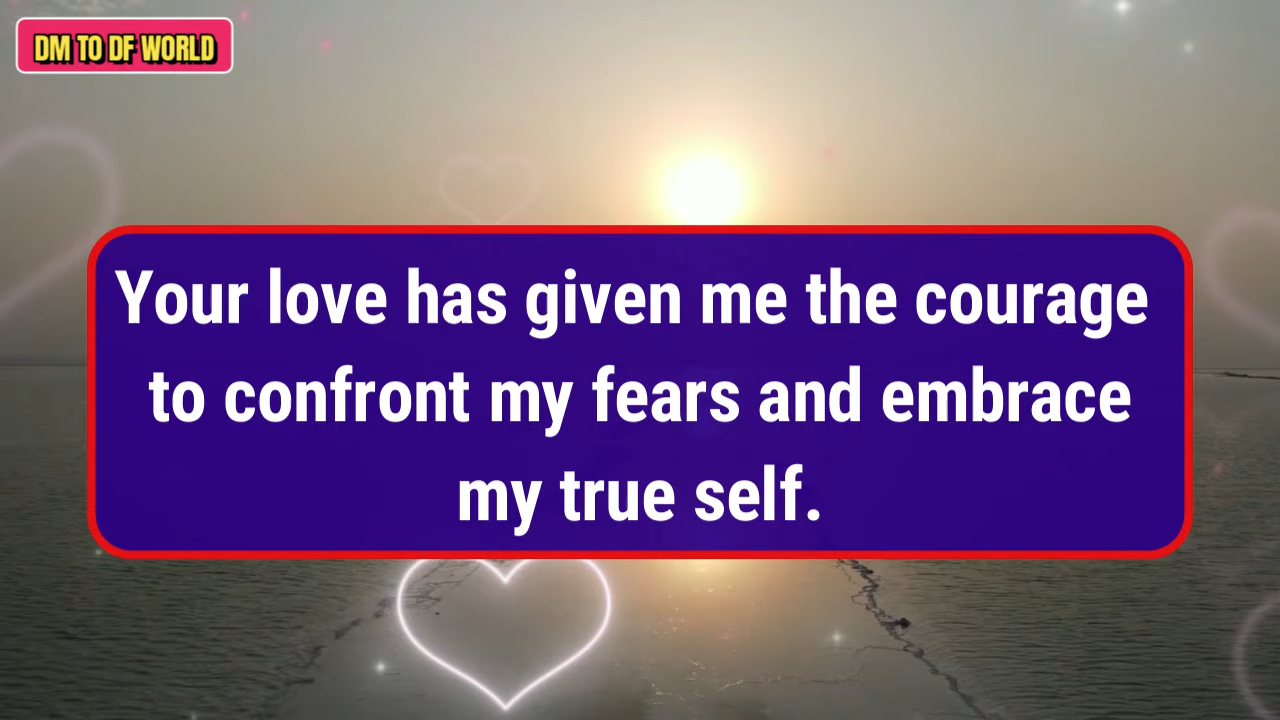 DM TO DF WORLD
Your love has given me the courage
to confront my fears and embrace
my true self.